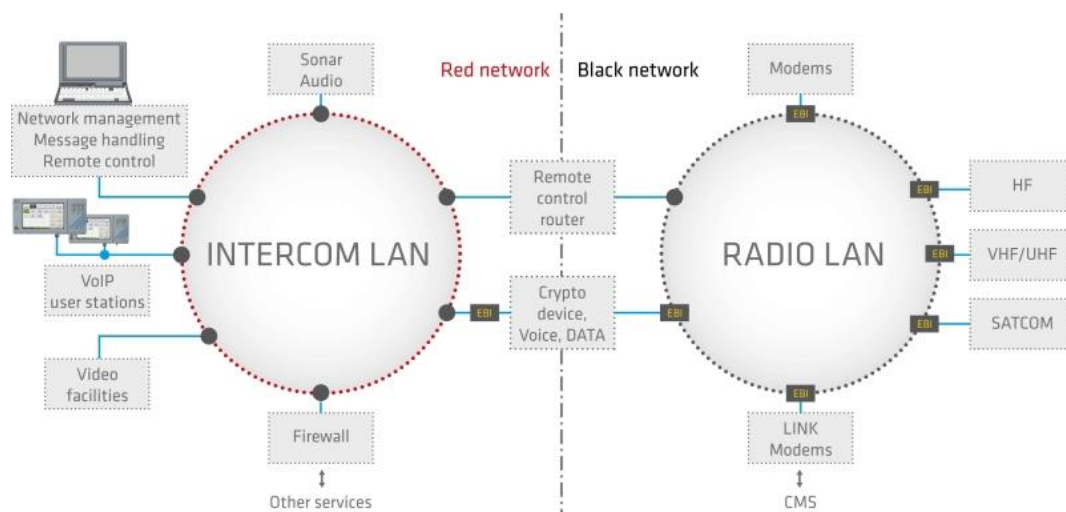 Sonar
Audio
Red network
Black network
Modems
EBI
Network management
Message handling
Remote control
Remote
control
router
EBI
HF
INTERCOM LAN
RADIO LAN
EBI
VHF/UHF
VoIP
user stations
EBI
Crypto
device,
Voice, DATA
EBI
EBI
SATCOM
Video
facilities
EBI
Firewall
LINK
Modems
Other services
CMS